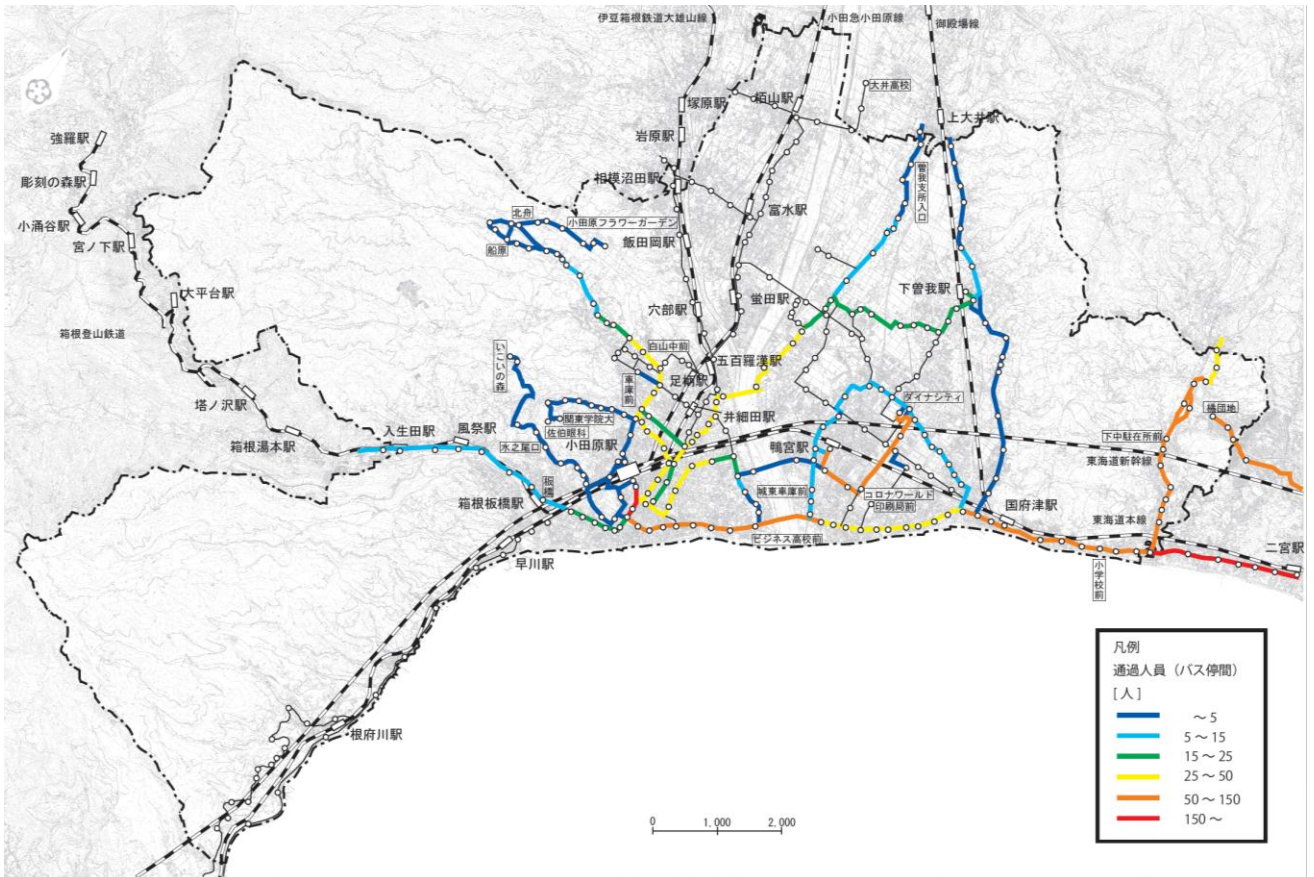 伊豆箱根鉄道大雄山線
小田急小田原線
御殿場線
塚原駅
栢山駅
大井高校
上大井駅
強羅駅
岩原駅
彫刻の森駅
相模沼田駅
曽我支所入口
小涌谷駅
宮ノ下駅
北舟
小田原フラワーガーデン
富水駅
船原
飯田岡駅
大平台駅
下曽我駅
穴部駅
蛍田駅
箱根登山鉄道
いこいの森
白山中前
五百羅漢駅
車庫前
足柄駅
ダイナシティ
橘団地
塔ノ沢駅
関東学院大
井細田駅
佐伯眼科
入生田駅
風祭駅
水之尾口
小田原駅
鴨宮駅
下中駐在所前
箱根湯本駅
東海道新幹線
板橋
城東車庫前
コロナワールド
箱根板橋駅
印刷局前
国府津駅
東海道本線
ビジネス高校前
二宮駅
早川駅
小学校前
根府川駅
凡例
通過人員（バス停間）
[人]
～5
5～15
15～25
25～50
50～150
150～
0 1,000 2,000